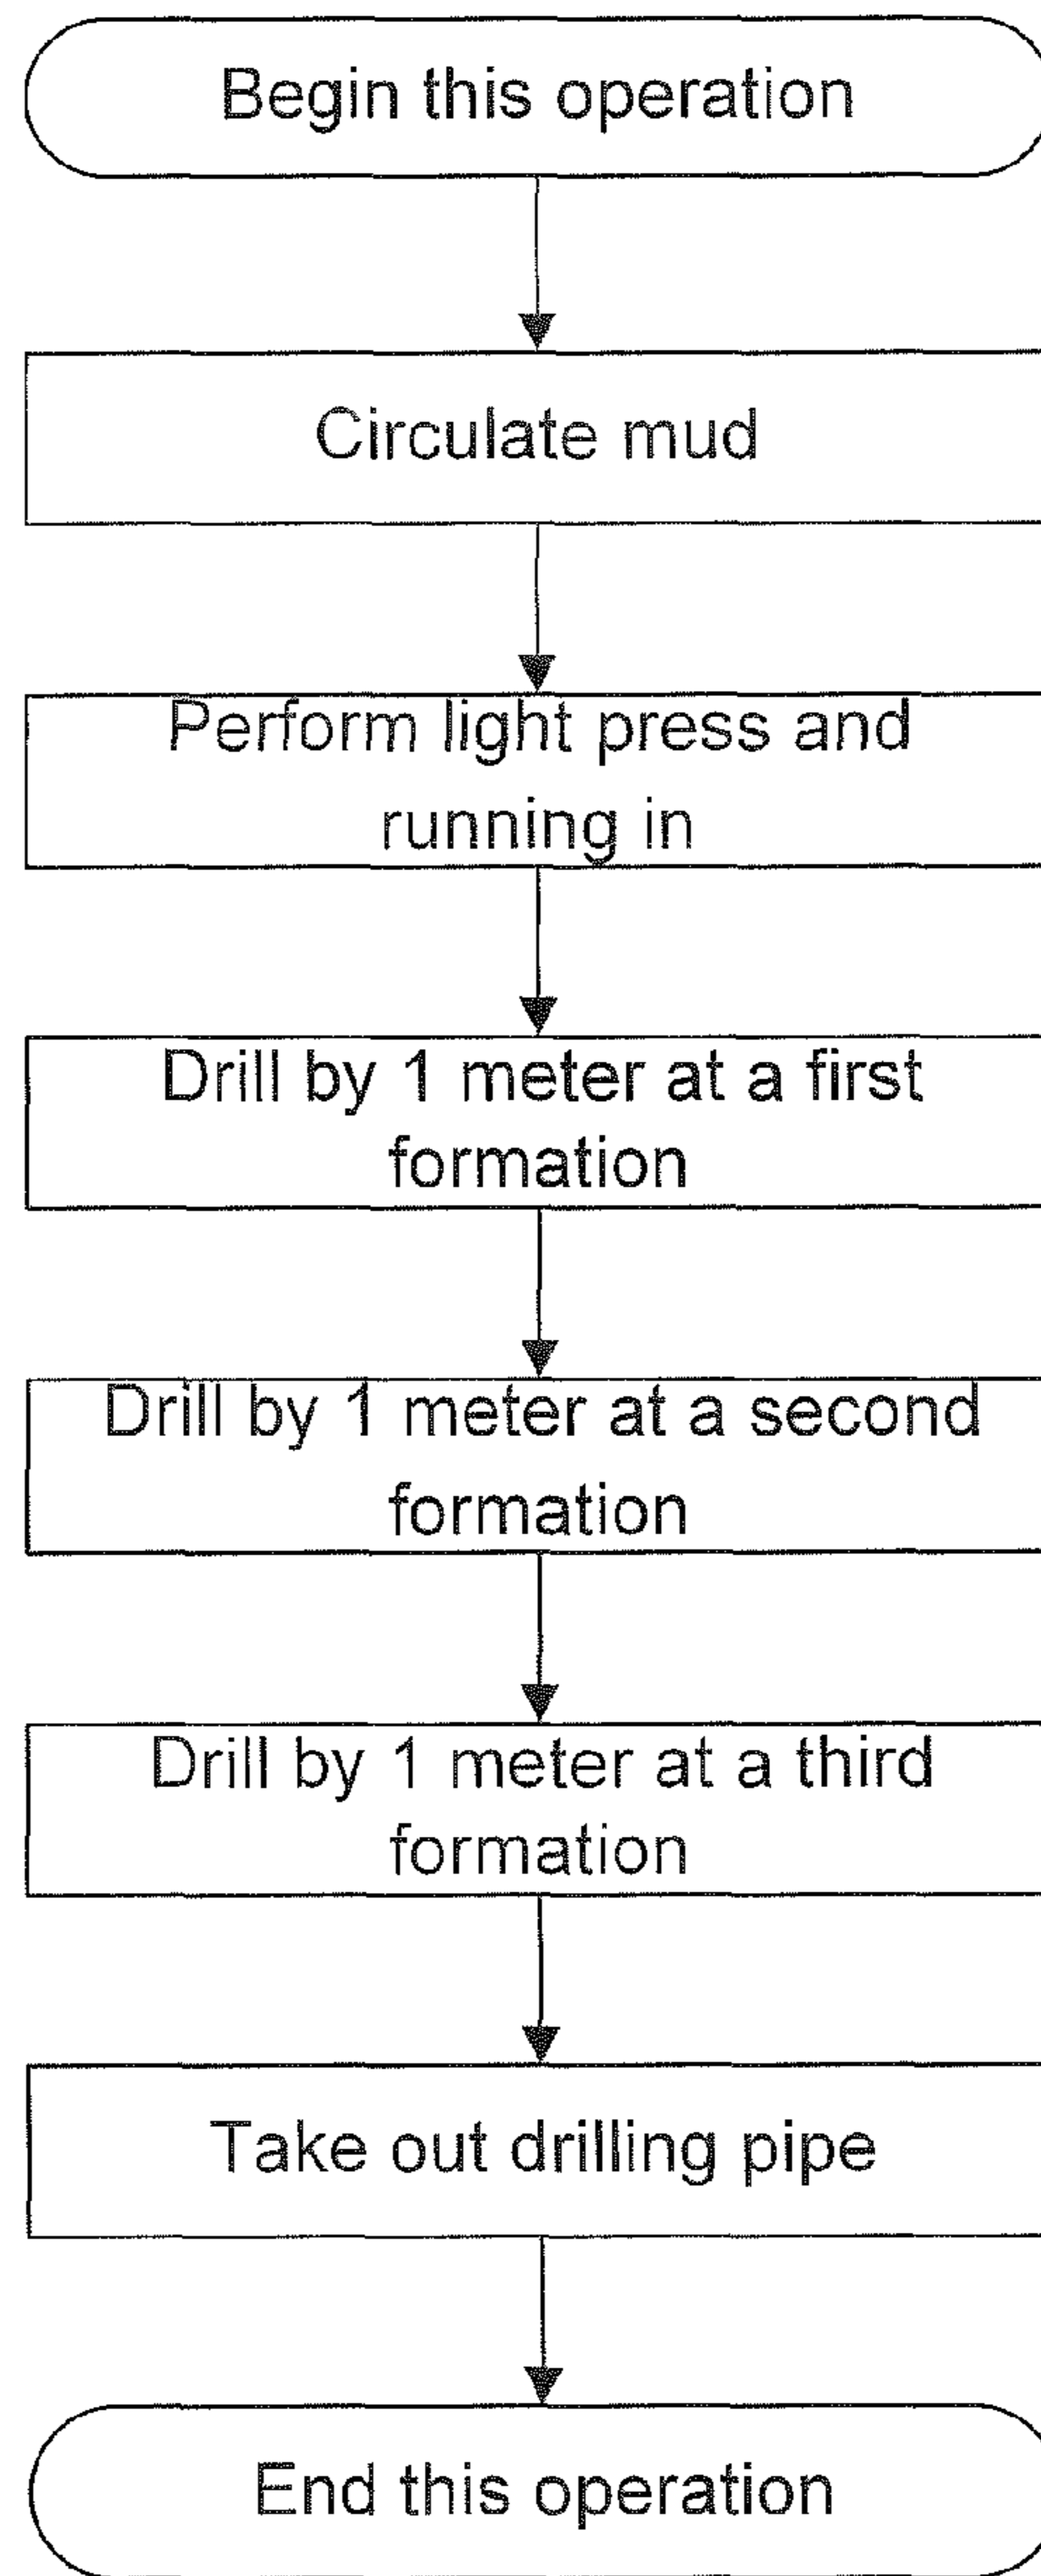 Begin this operation
Circulate mud
Perform light press and
running in
Drill by 1 meter at a first
formation
Drill by 1 meter at a second
formation
Drill by 1 meter at a third
formation
Take out drilling pipe
End this operation